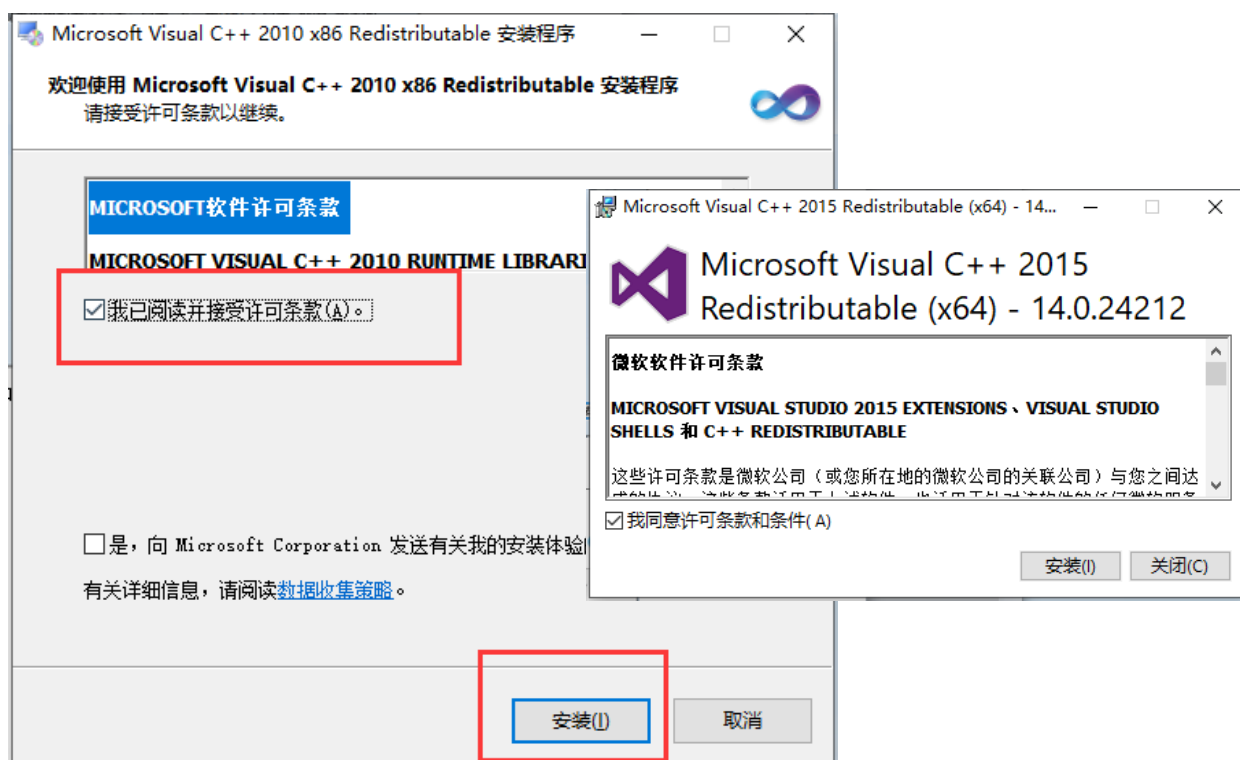 Microsoft Visual C++ 2010 x86 Redistributable 安装程序
欢迎使用 Microsoft Visual C++ 2010 x86 Redistributable 安装程序
请接受许可条款以继续。
MICROSOFT软件许可条款
MICROSOFT VISUAL C++ 2010 RUNTIME LIBRARI
我已阅读并接受许可条款(A)。
是，向 Microsoft Corporation 发送有关我的安装体验
有关详细信息，请阅读数据收集策略。
安装(I)
取消
Microsoft Visual C++ 2015 Redistributable (x64) - 14...
Microsoft Visual C++ 2015
Redistributable (x64) - 14.0.24212
微软软件许可条款
MICROSOFT VISUAL STUDIO 2015 EXTENSIONS、VISUAL STUDIO
SHELLS 和 C++ REDISTRIBUTABLE
这些许可条款是微软公司（或您所在地的微软公司的关联公司）与您之间达
我同意许可条款和条件(A)
安装(I)
关闭(C)